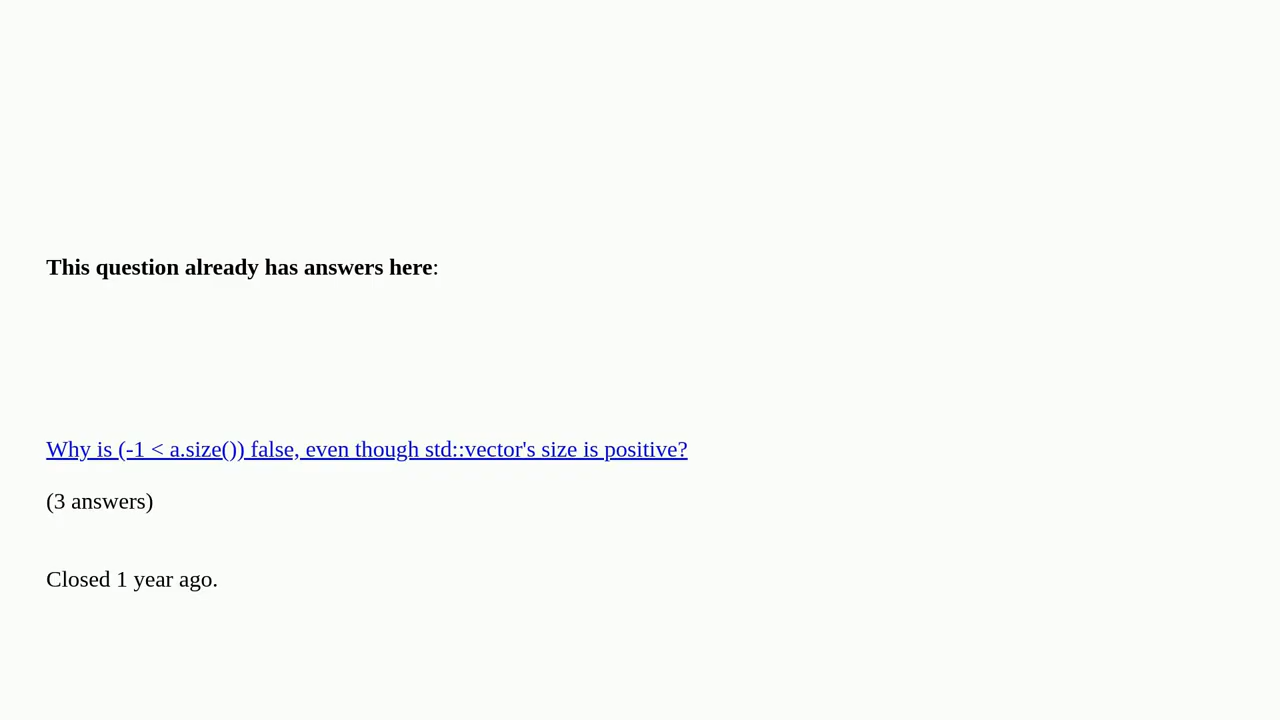 This question already has answers here:
Why is (-1 < a.size()) false, even though std::vector's size is positive?
(3 answers)
Closed 1 year ago.